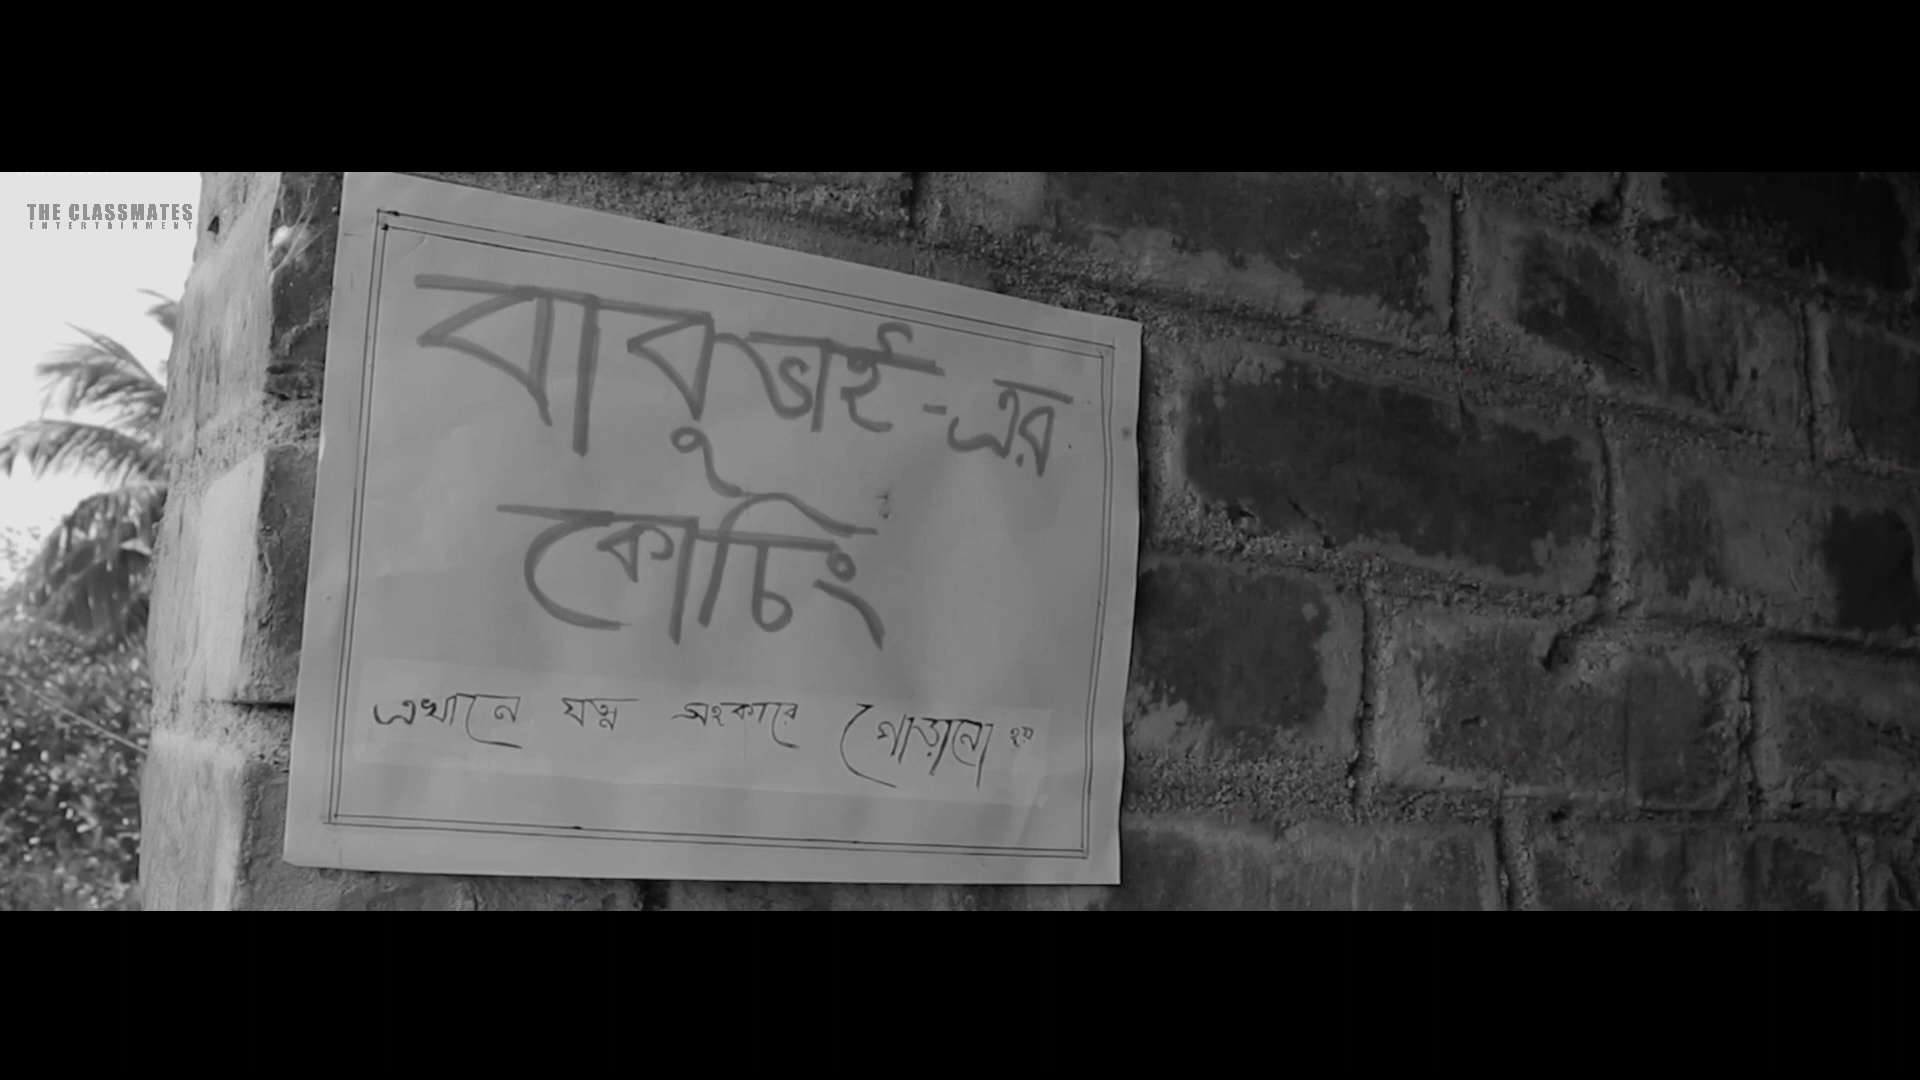 THE CLASSMATES
ENTERTAINMENT
বাবুভাই-এর
কোচিং
এখানে যত্ন সহকারে পোড়ানো হয়